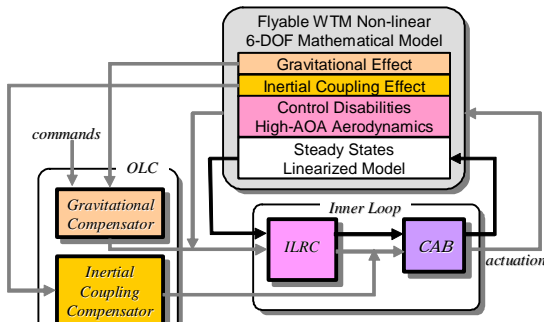 Flyable WTM Non-linear
6-DOF Mathematical Model
Gravitational Effect
Inertial Coupling Effect
Control Disabilities
High-AOA Aerodynamics
Steady States
Linearized Model
commands
OLC
Gravitational
Compensator
Inertial
Coupling
Compensator
Inner Loop
ILRC
CAB
actuation